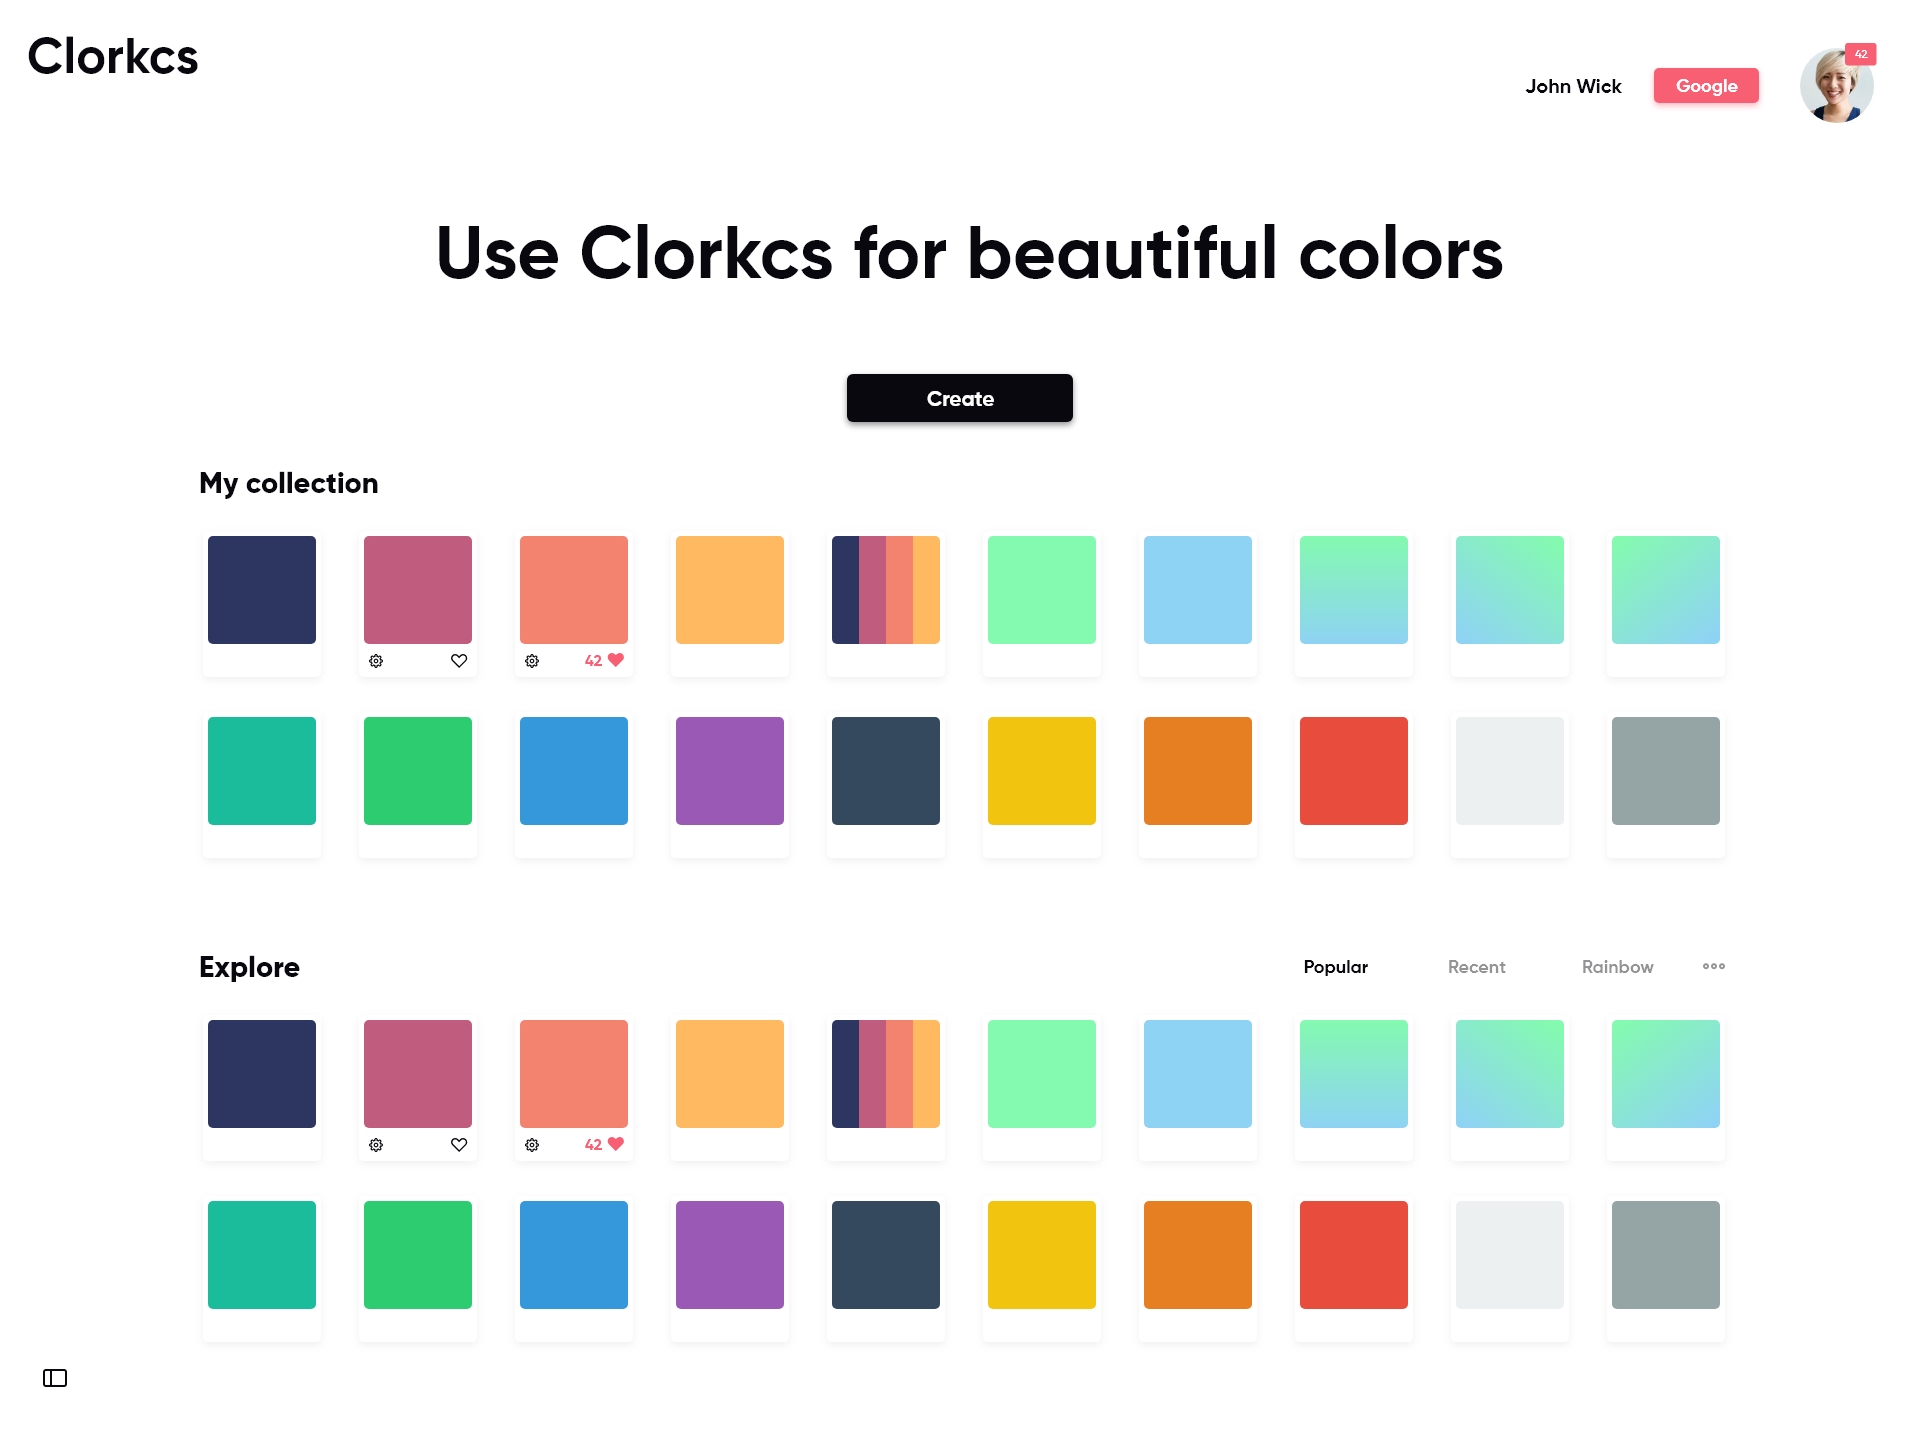 Clorkcs
42
John Wick
Google
Use Clorkcs for beautiful colors
Create
My collection
42
Explore
Popular
Recent
Rainbow
42